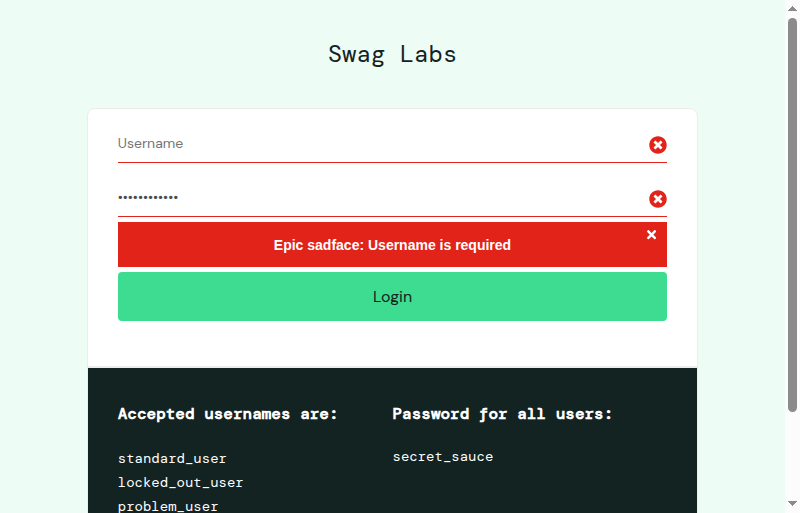 Swag Labs
Username
••••••••••••
Epic sadface: Username is required
Login
Accepted usernames are:
standard_user
locked_out_user
problem_user
Password for all users:
secret_sauce